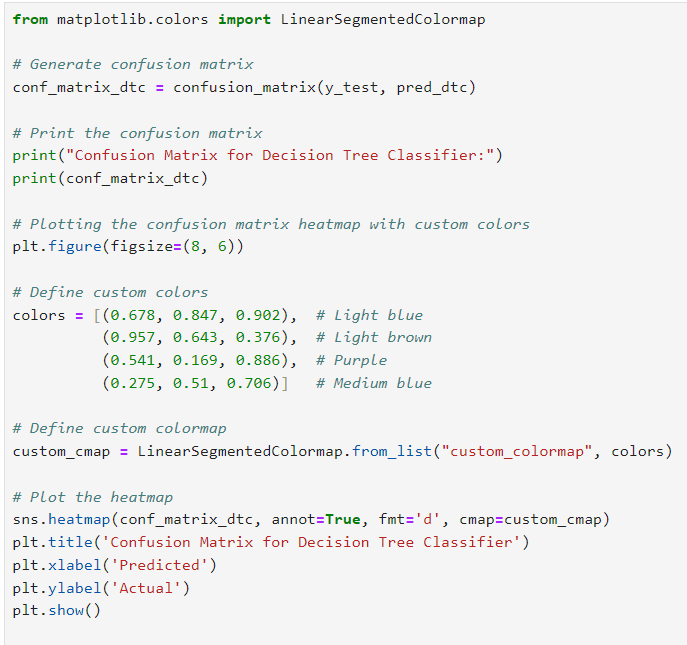 from matplotlib.colors import LinearSegmentedColormap

# Generate confusion matrix
conf_matrix_dtc = confusion_matrix(y_test, pred_dtc)

# Print the confusion matrix
print("Confusion Matrix for Decision Tree Classifier:")
print(conf_matrix_dtc)

# Plotting the confusion matrix heatmap with custom colors
plt.figure(figsize=(8, 6))

# Define custom colors
colors = [(0.678, 0.847, 0.902),  # Light blue
          (0.957, 0.643, 0.376),  # Light brown
          (0.541, 0.169, 0.886),  # Purple
          (0.275, 0.51, 0.706)]   # Medium blue

# Define custom colormap
custom_cmap = LinearSegmentedColormap.from_list("custom_colormap", colors)

# Plot the heatmap
sns.heatmap(conf_matrix_dtc, annot=True, fmt='d', cmap=custom_cmap)
plt.title('Confusion Matrix for Decision Tree Classifier')
plt.xlabel('Predicted')
plt.ylabel('Actual')
plt.show()